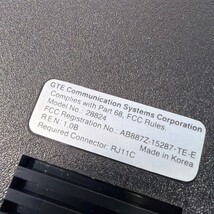 GTE Communication Systems Corporation
Complies with Part 68, FCC Rules.
Model No.: 28824
FCC Registration No.: AB887Z-15287-TE-E
R.E.N.: 1.0B Made in Korea
Required Connector: RJ11C